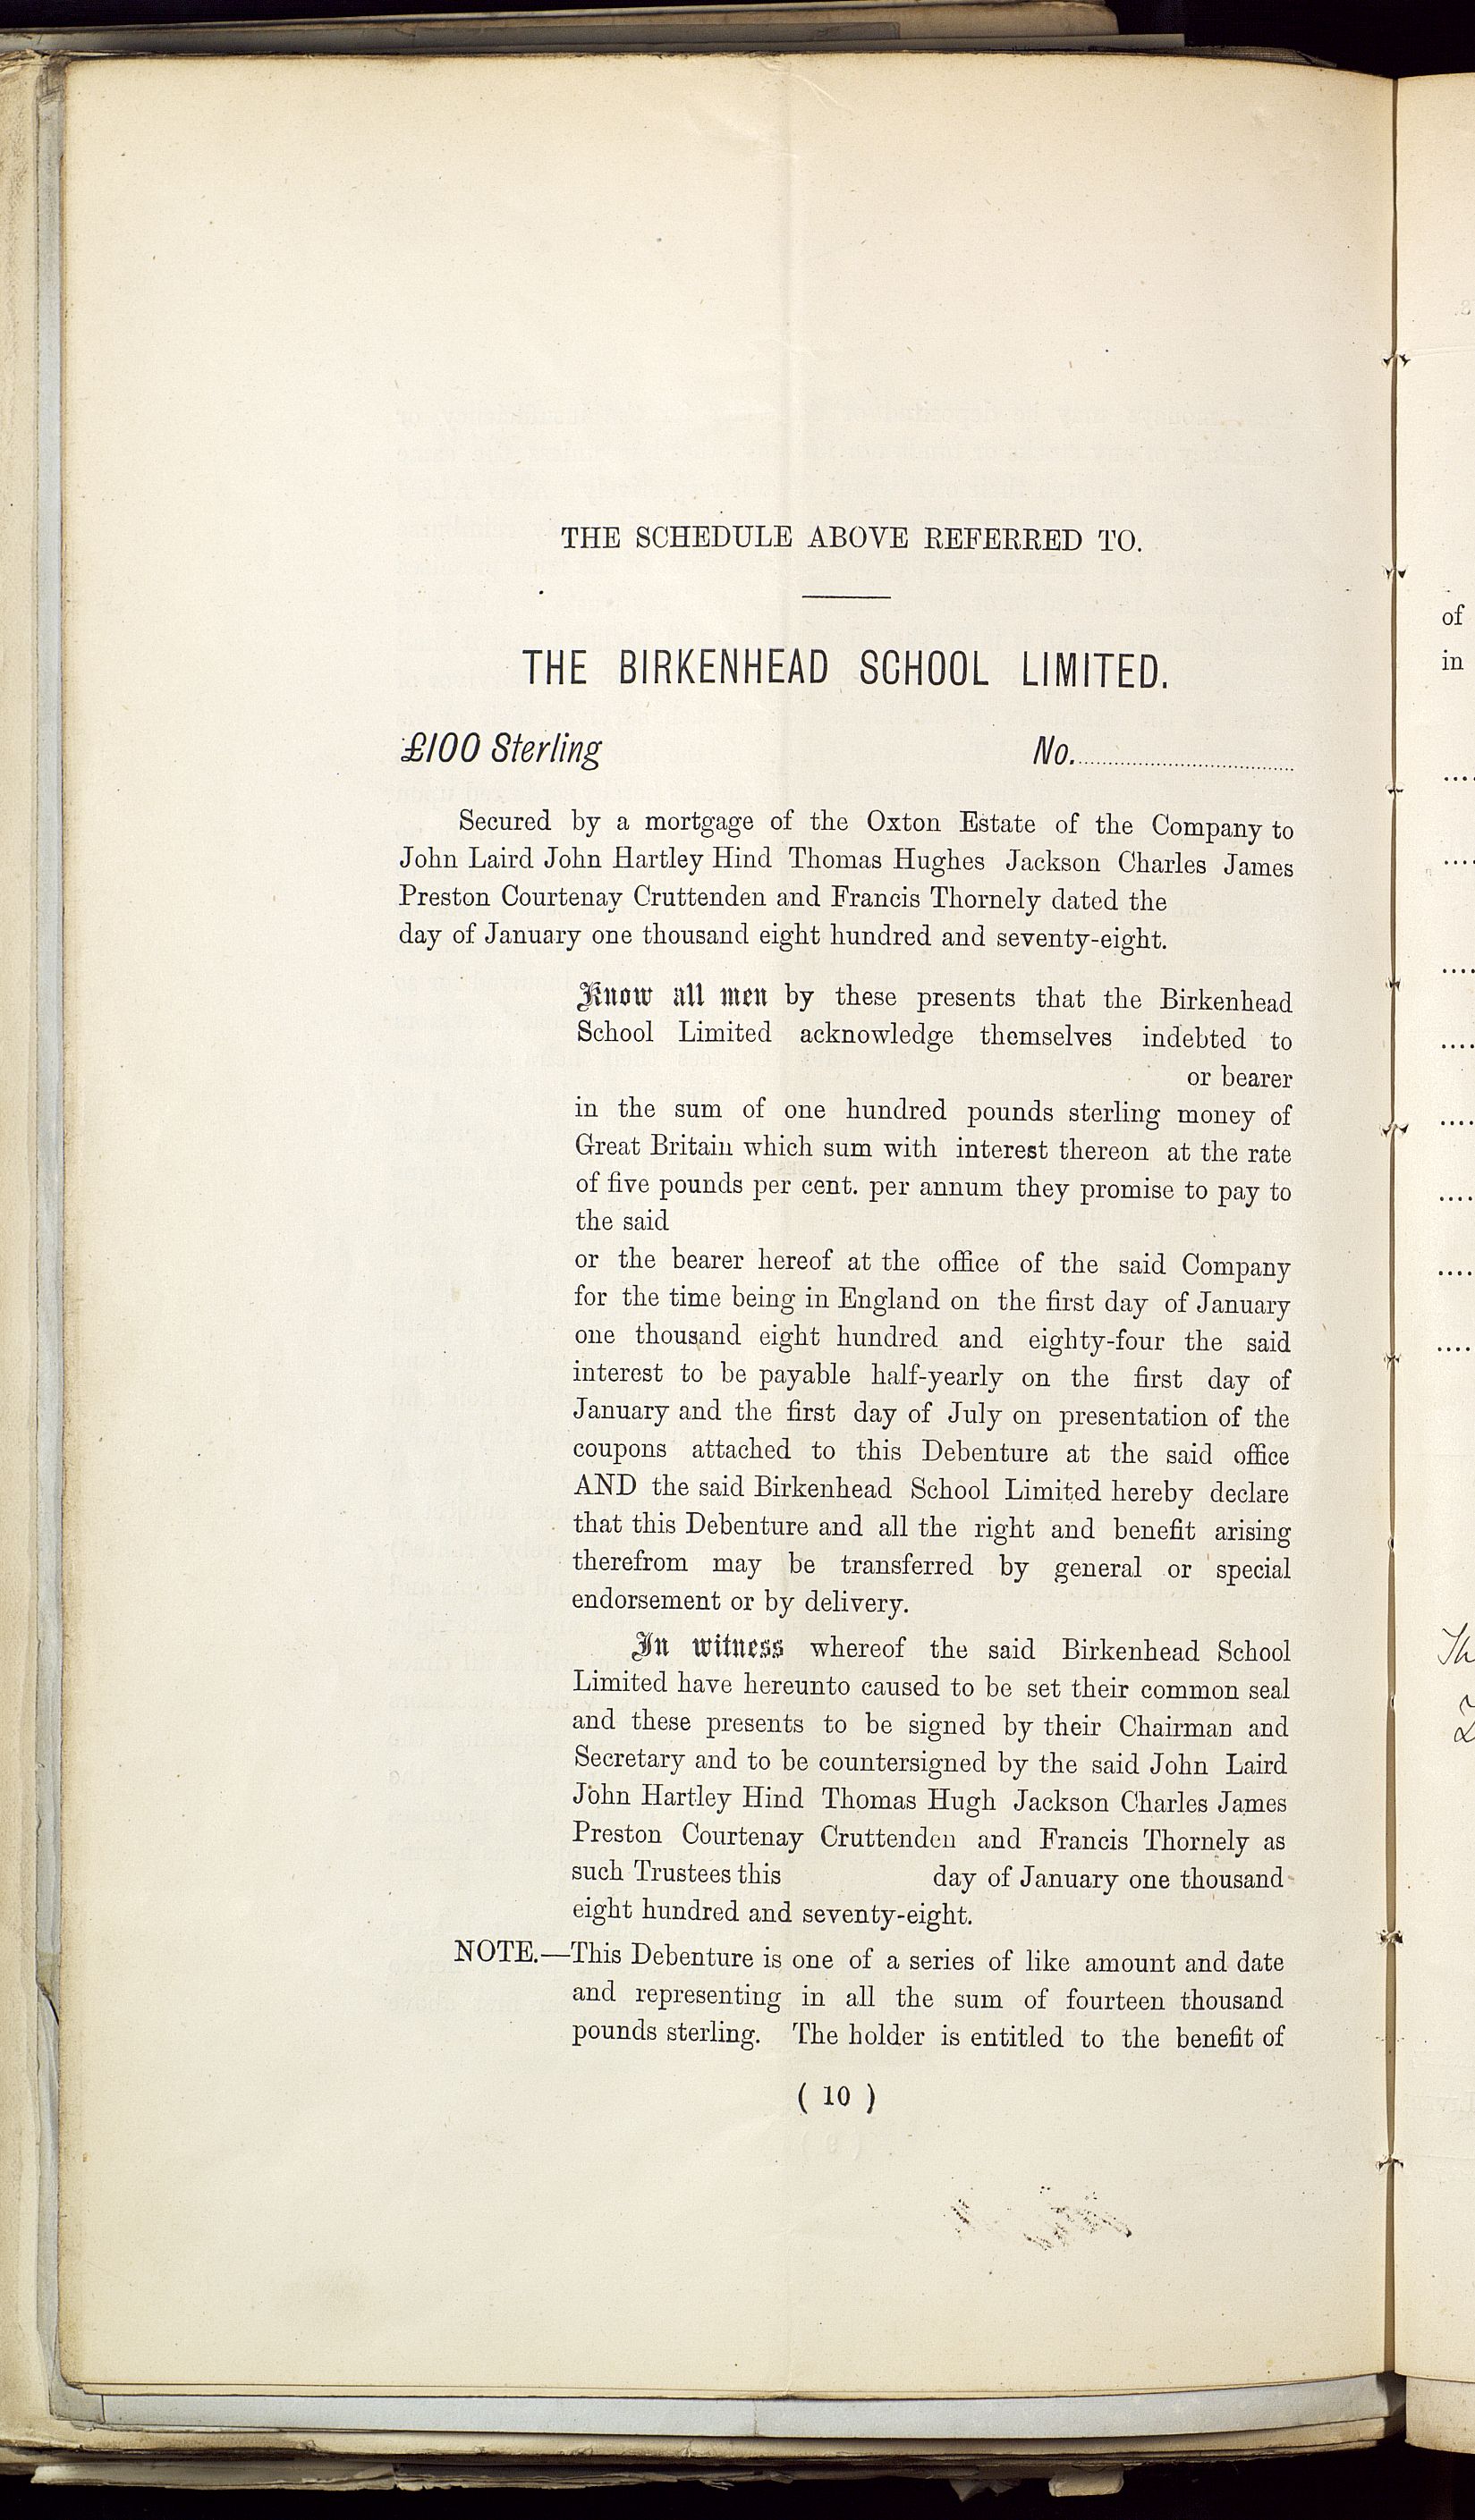 THE SCHEDULE ABOVE REFERRED TO.
THE BIRKENHEAD SCHOOL LIMITED.
£100 Sterling No.
Secured by a mortgage of the Oxton Estate of the Company to
John Laird John Hartley Hind Thomas Hughes Jackson Charles James
Preston Courtenay Cruttenden and Francis Thornely dated the
day of January one thousand eight hundred and seventy-eight.
Know all men by these presents that the Birkenhead
School Limited acknowledge themselves indebted to
or bearer
in the sum of one hundred pounds sterling money of
Great Britain which sum with interest thereon at the rate
of five pounds per cent. per annum they promise to pay to
the said
or the bearer hereof at the office of the said Company
for the time being in England on the first day of January
one thousand eight hundred and eighty-four the said
interest to be payable half-yearly on the first day of
January and the first day of July on presentation of the
coupons attached to this Debenture at the said office
AND the said Birkenhead School Limited hereby declare
that this Debenture and all the right and benefit arising
therefrom may be transferred by general or special
endorsement or by delivery.
In witness whereof the said Birkenhead School
Limited have hereunto caused to be set their common seal
and these presents to be signed by their Chairman and
Secretary and to be countersigned by the said John Laird
John Hartley Hind Thomas Hugh Jackson Charles James
Preston Courtenay Cruttenden and Francis Thornely as
such Trustees this day of January one thousand
eight hundred and seventy-eight.
NOTE.—This Debenture is one of a series of like amount and date
and representing in all the sum of fourteen thousand
pounds sterling. The holder is entitled to the benefit of
( 10 )
of
in